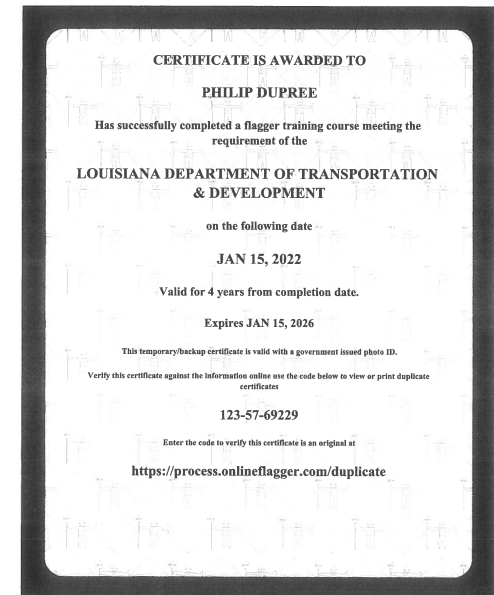 CERTIFICATE IS AWARDED TO
PHILIP DUPREE
Has successfully completed a flagger training course meeting the
requirement of the
LOUISIANA DEPARTMENT OF TRANSPORTATION
& DEVELOPMENT
on the following date
JAN 15, 2022
Valid for 4 years from completion date.
Expires JAN 15, 2026
This temporary/backup certificate is valid with a government issued photo ID.
Verify this certificate against the information online use the code below to view or print duplicate
certificates
123-57-69229
Enter the code to verify this certificate is an original at
https://process.onlineflagger.com/duplicate